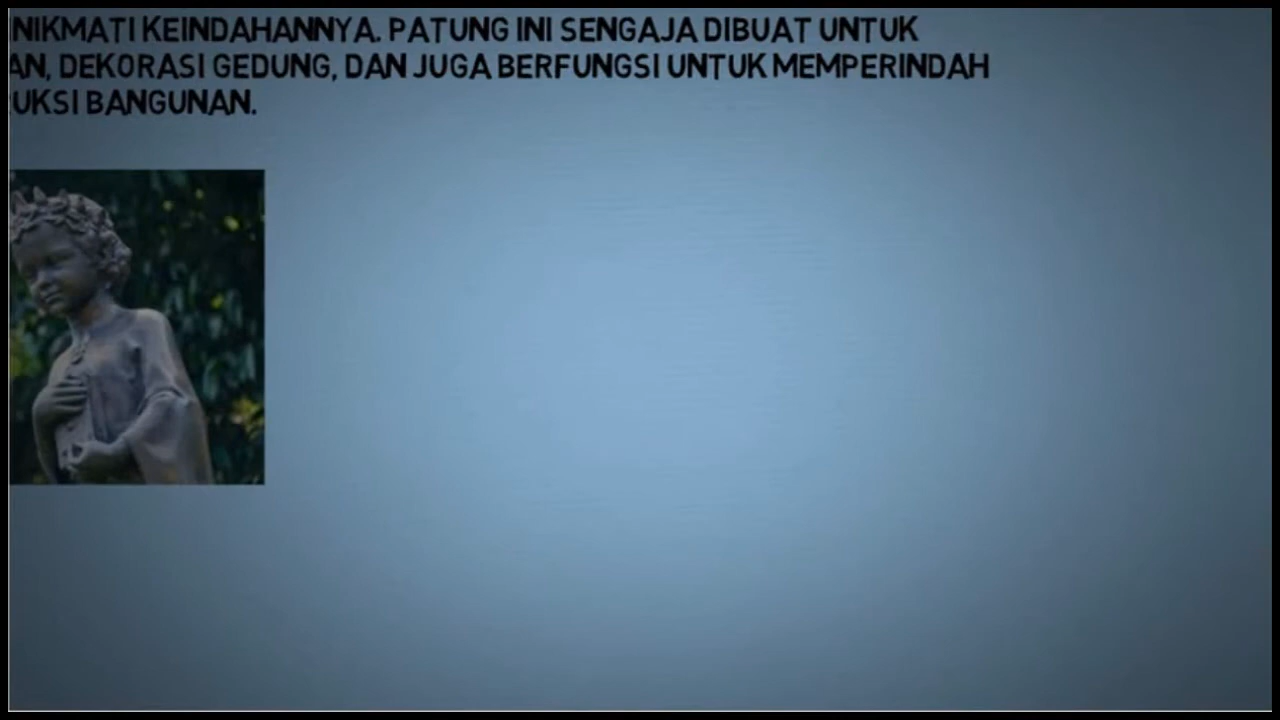 NIKMATI KEINDAHANNYA. PATUNG INI SENGAJA DIBUAT UNTUK
AN, DEKORASI GEDUNG, DAN JUGA BERFUNGSI UNTUK MEMPERINDAH
UKSI BANGUNAN.